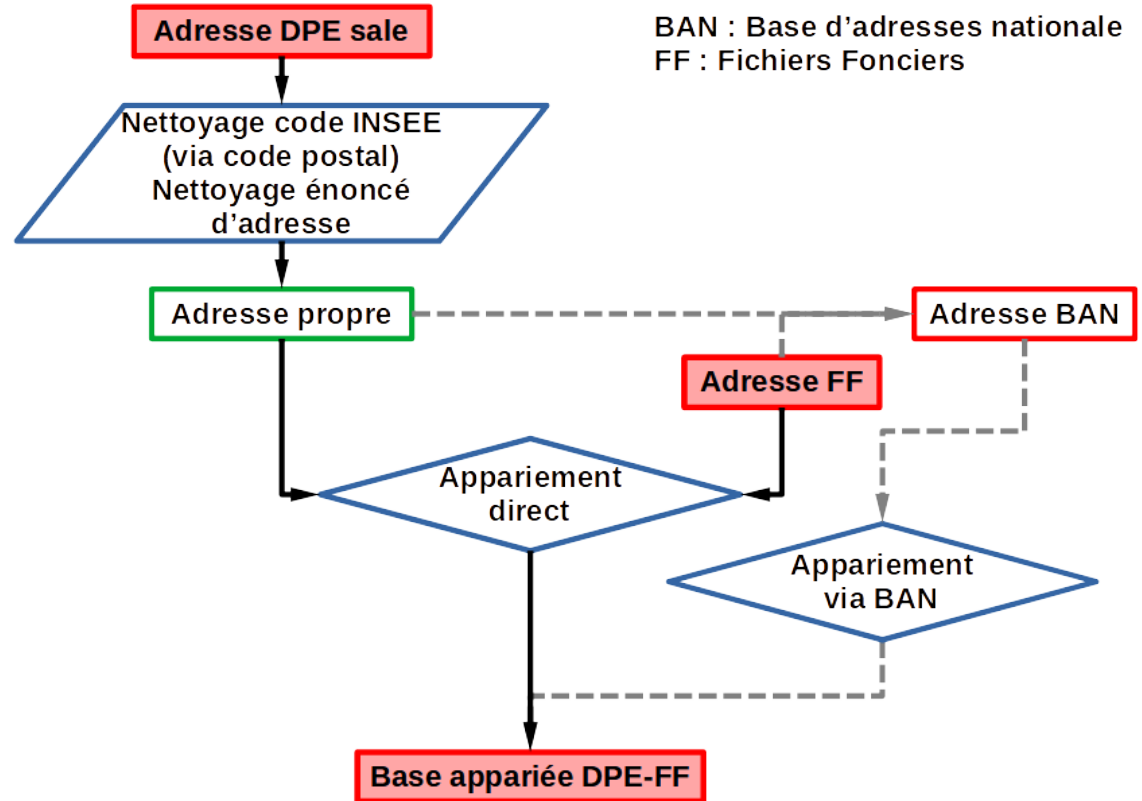 Adresse DPE sale
BAN : Base d’adresses nationale
FF : Fichiers Fonciers
Nettoyage code INSEE
(via code postal)
Nettoyage énoncé
d’adresse
Adresse propre
Adresse BAN
Adresse FF
Appariement
direct
Appariement
via BAN
Base appariée DPE-FF